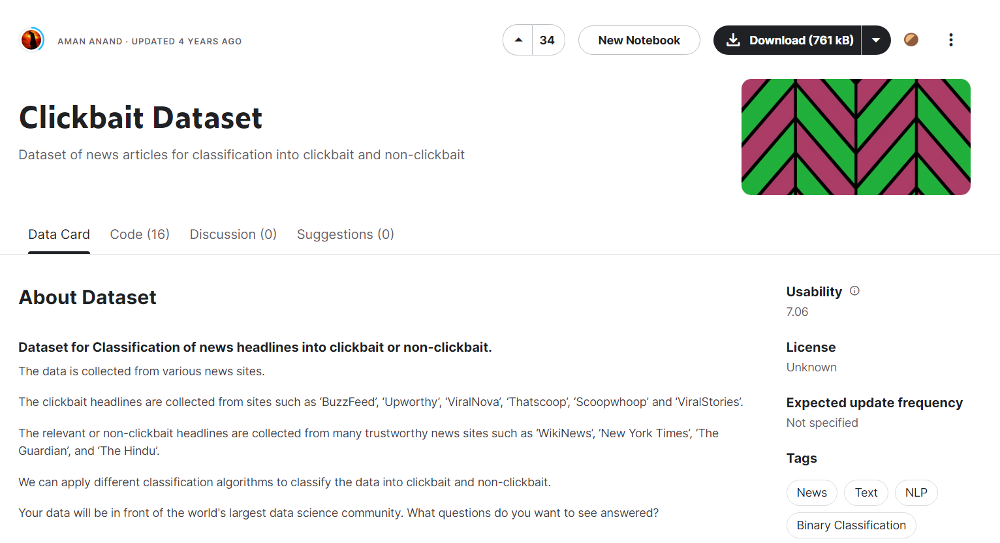 AMAN ANAND · UPDATED 4 YEARS AGO
34
New Notebook
Download (761 kB)
Clickbait Dataset
Dataset of news articles for classification into clickbait and non-clickbait
Data Card
Code (16)
Discussion (0)
Suggestions (0)
About Dataset
Dataset for Classification of news headlines into clickbait or non-clickbait.
The data is collected from various news sites.
The clickbait headlines are collected from sites such as ‘BuzzFeed’, ‘Upworthy’, ‘ViralNova’, ‘Thatscoop’, ‘Scoopwhoop’ and ‘ViralStories’.
The relevant or non-clickbait headlines are collected from many trustworthy news sites such as ‘WikiNews’, ’New York Times’, ‘The
Guardian’, and ‘The Hindu’.
We can apply different classification algorithms to classify the data into clickbait and non-clickbait.
Your data will be in front of the world's largest data science community. What questions do you want to see answered?
Usability
7.06
License
Unknown
Expected update frequency
Not specified
Tags
News
Text
NLP
Binary Classification